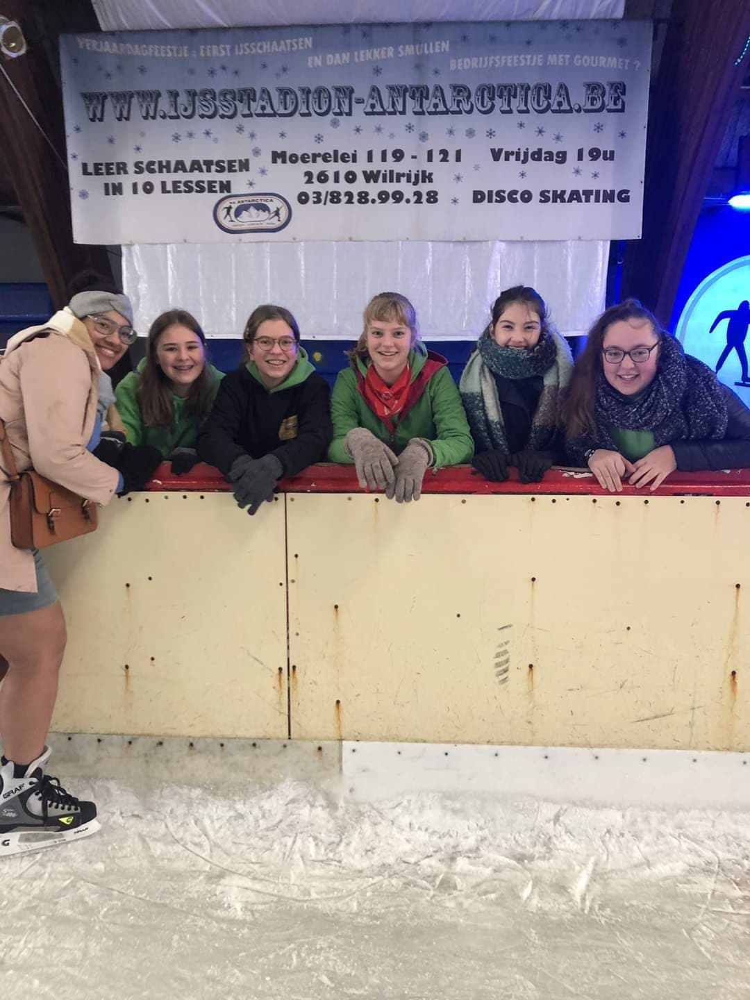 VERJAARDAGFEESTJE : EERST IJSSCHAATSEN
EN DAN LEKKER SMULLEN
BEDRIJFSFEESTJE MET GOURMET ?
WWW.IJSSTADION-ANTARCTICA.BE
LEER SCHAATSEN
IN 10 LESSEN
Moerelei 119 - 121
2610 Wilrijk
03/828.99.28
Vrijdag 19u
DISCO SKATING
ANTARCTICA
GRAF
GRAF
G